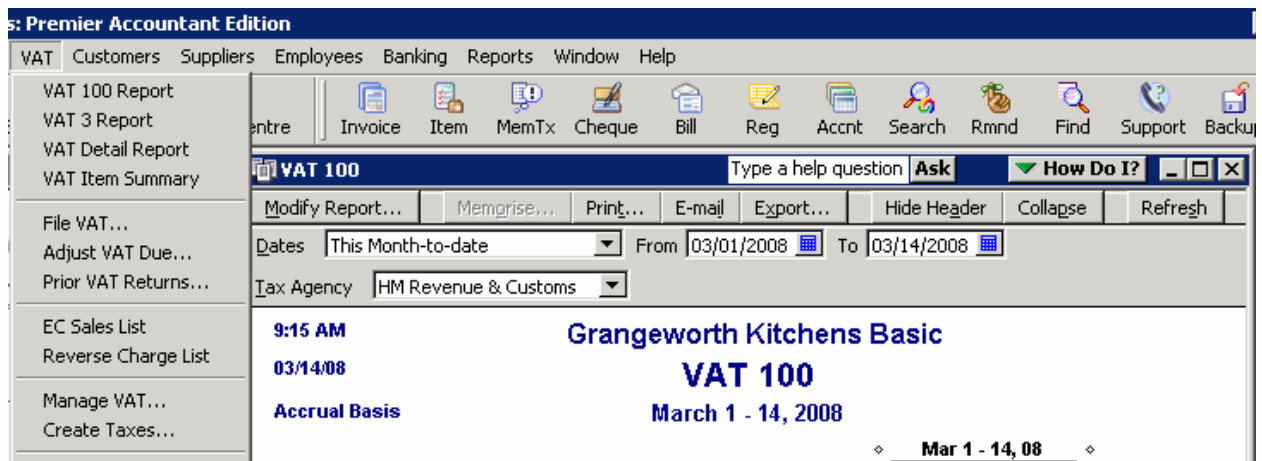 s: Premier Accountant Edition
VAT Customers Suppliers Employees Banking Reports Window Help
VAT 100 Report
VAT 3 Report
VAT Detail Report
VAT Item Summary
File VAT...
Adjust VAT Due...
Prior VAT Returns...
EC Sales List
Reverse Charge List
Manage VAT...
Create Taxes...
entre Invoice Item MemTx Cheque Bill Reg Accnt Search Rmnd Find Support Backu
VAT 100 Type a help question Ask How Do I?
Modify Report... Memorise... Print... E-mail Export... Hide Header Collapse Refresh
Dates This Month-to-date From 03/01/2008 To 03/14/2008
Tax Agency HM Revenue & Customs
9:15 AM Grangeworth Kitchens Basic
03/14/08 VAT 100
Accrual Basis March 1 - 14, 2008
Mar 1 - 14, 08